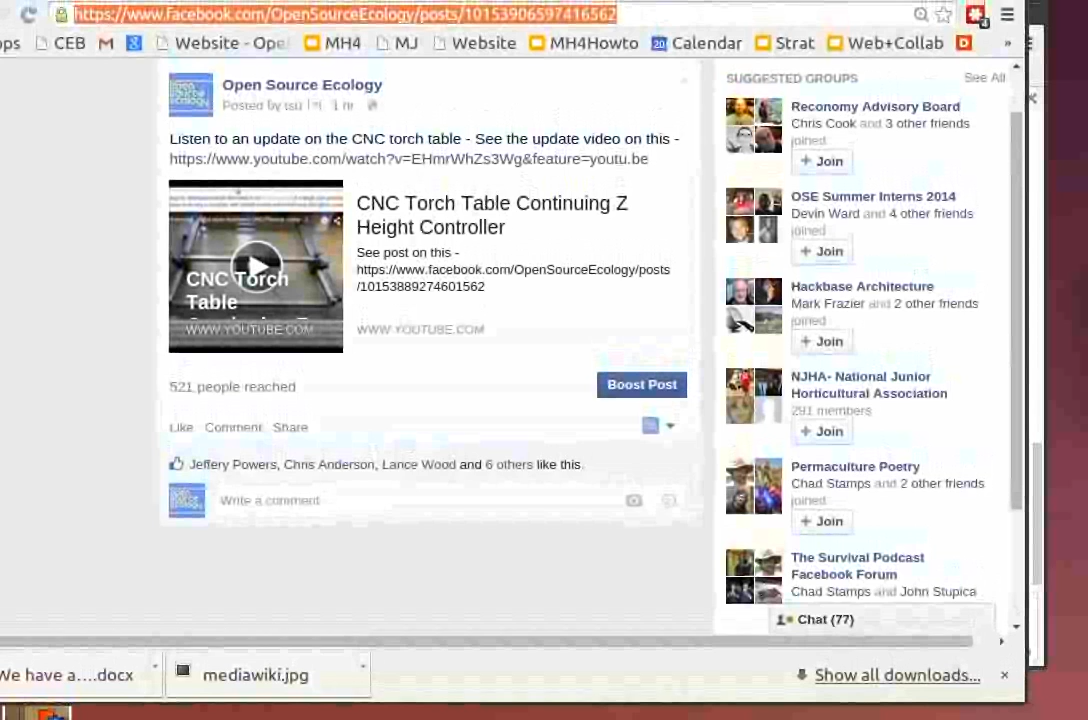 https://www.facebook.com/OpenSourceEcology/posts/10153906597416562
4
ops CEB Website - Ope MH4 MJ Website MH4Howto 20 Calendar Strat Web+Collab »
Open Source Ecology
Posted by
Listen to an update on the CNC torch table - See the update video on this -
https://www.youtube.com/watch?v=EHmrWhZs3Wg&feature=youtu.be
CNC Torch Table
WWW.YOUTUBE.COM
CNC Torch Table Continuing Z
Height Controller
See post on this -
https://www.facebook.com/OpenSourceEcology/posts
/10153889274601562
WWW.YOUTUBE.COM
521 people reached
Boost Post
Like Comment Share
Jeffery Powers, Chris Anderson, Lance Wood and 6 others like this.
Write a comment
SUGGESTED GROUPS See All
Reconomy Advisory Board
Chris Cook and 3 other friends
joined
+ Join
OSE Summer Interns 2014
Devin Ward and 4 other friends
joined
+ Join
Hackbase Architecture
Mark Frazier and 2 other friends
joined
+ Join
NJHA- National Junior
Horticultural Association
291 members
+ Join
Permaculture Poetry
Chad Stamps and 2 other friends
joined
+ Join
The Survival Podcast
Facebook Forum
Chad Stamps and John Stupica
Chat (77)
We have a....docx
mediawiki.jpg
Show all downloads...